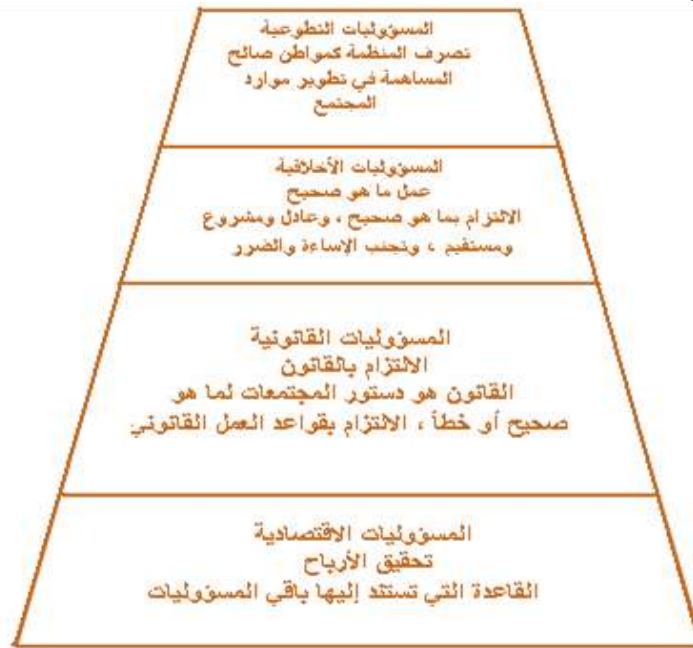 المسؤوليات التطوعية
تصرف المنظمة كمواطن صالح
المساهمة في تطوير موارد
المجتمع
المسؤوليات الأخلاقية
عمل ما هو صحيح
الالتزام بما هو صحيح ، وعادل ومشروع
ومستقيم ، وتجنب الإساءة والضرر
المسؤوليات القانونية
الالتزام بالقانون
القانون هو دستور المجتمعات لما هو
صحيح أو خطأ ، الالتزام بقواعد العمل القانوني
المسؤوليات الاقتصادية
تحقيق الأرباح
القاعدة التي تستند إليها باقي المسؤوليات